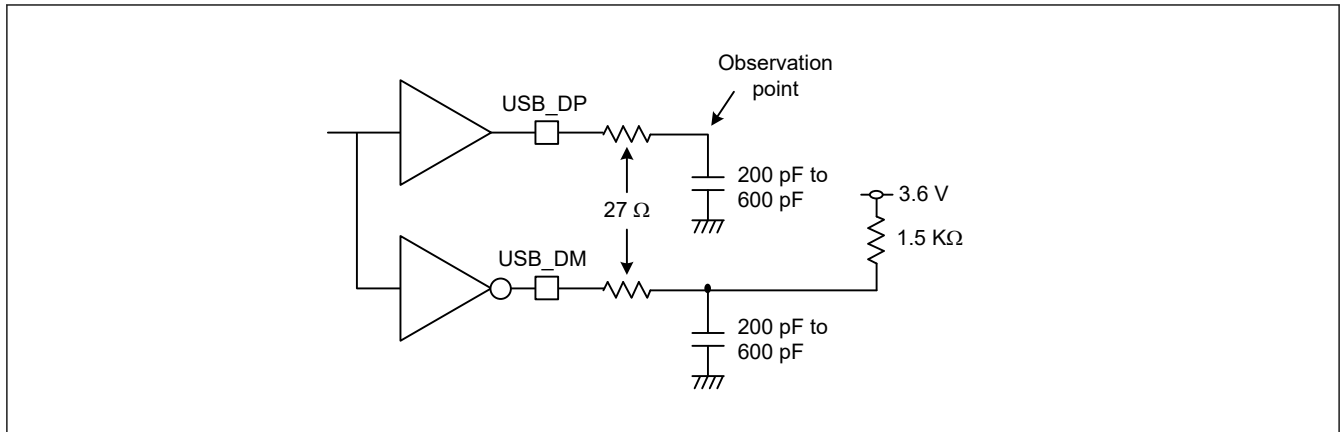 Observation
point
USB_DP
200 pF to
600 pF
3.6 V
27 Ω
1.5 KΩ
USB_DM
200 pF to
600 pF